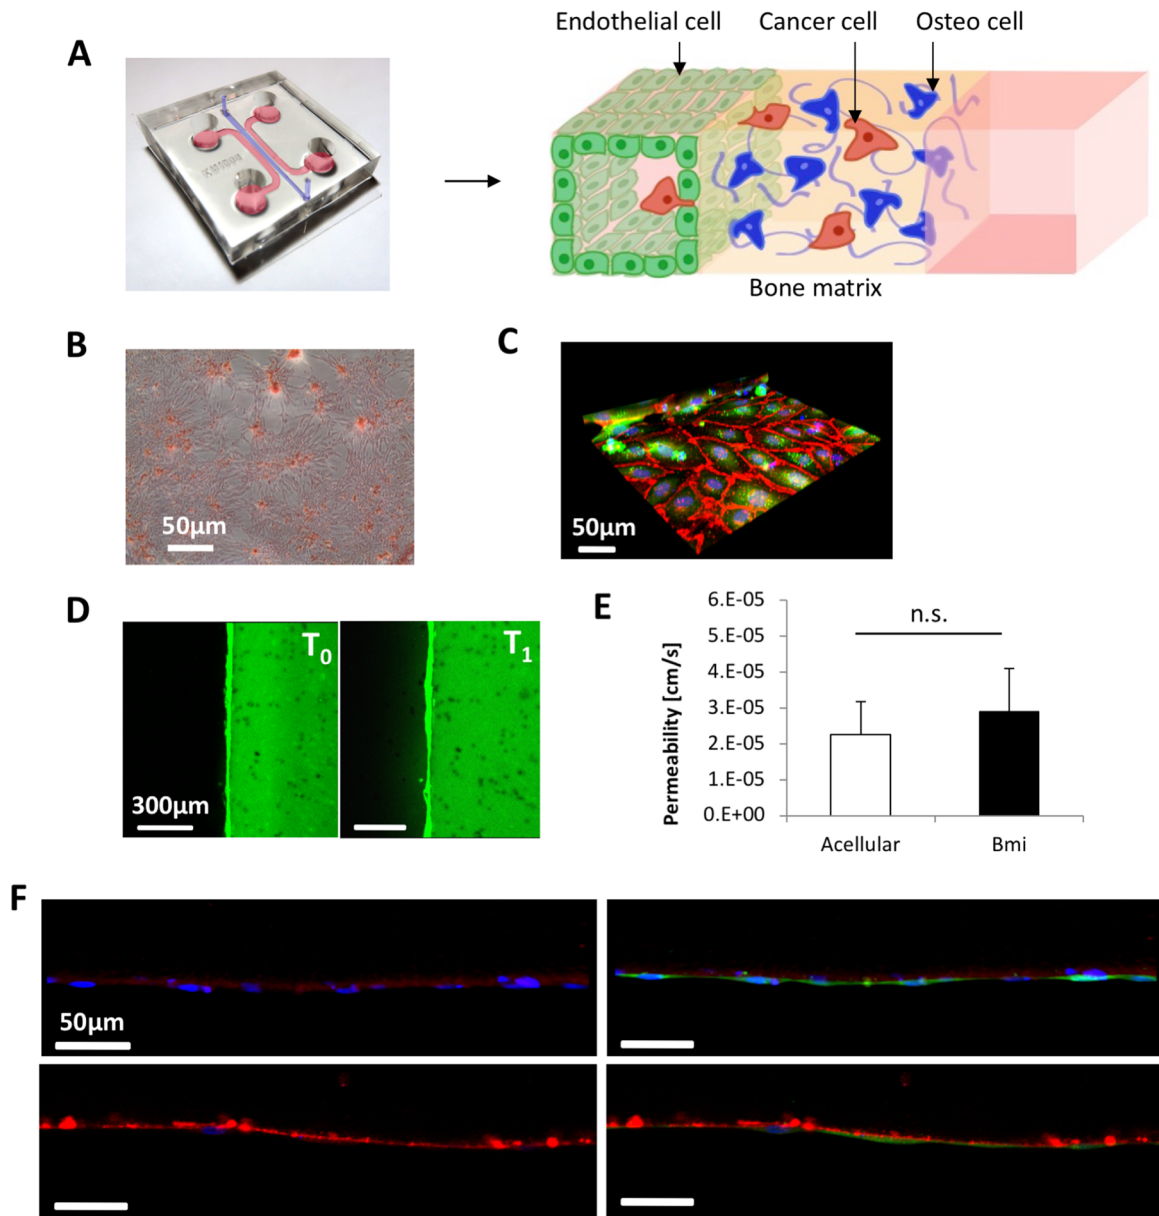 A
Endothelial cell
Cancer cell
Osteo cell
Bone matrix
B
50µm
C
50µm
D
T0
300µm
T1
E
Permeability [cm/s]
6.E-05
5.E-05
4.E-05
3.E-05
2.E-05
1.E-05
0.E+00
n.s.
Acellular
Bmi
F
50µm